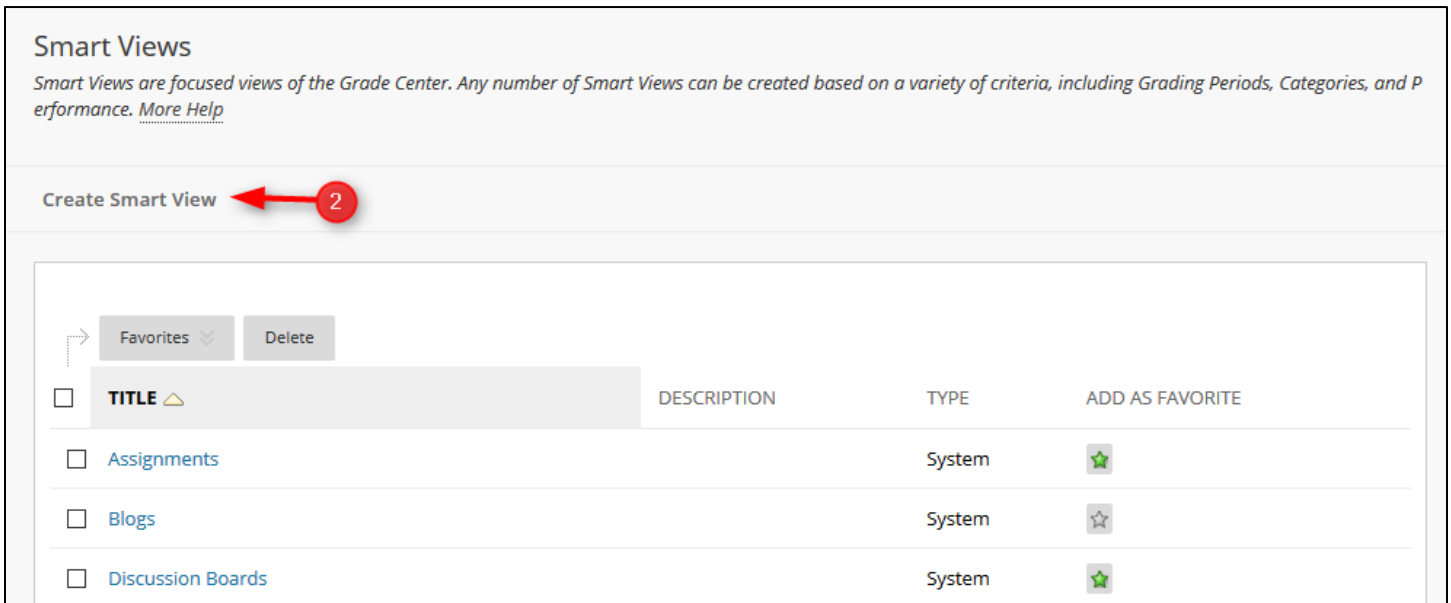 Smart Views
Smart Views are focused views of the Grade Center. Any number of Smart Views can be created based on a variety of criteria, including Grading Periods, Categories, and P
erformance. More Help
Create Smart View 2
Favorites Delete
TITLE DESCRIPTION TYPE ADD AS FAVORITE
Assignments System
Blogs System
Discussion Boards System